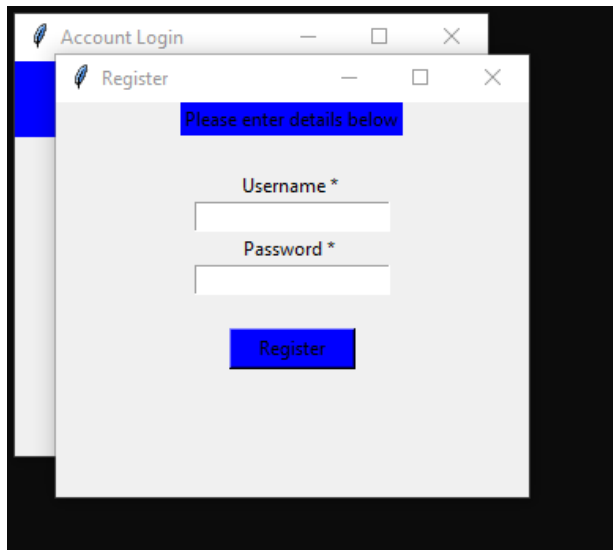 Account Login
Register
Please enter details below
Username *
Password *
Register